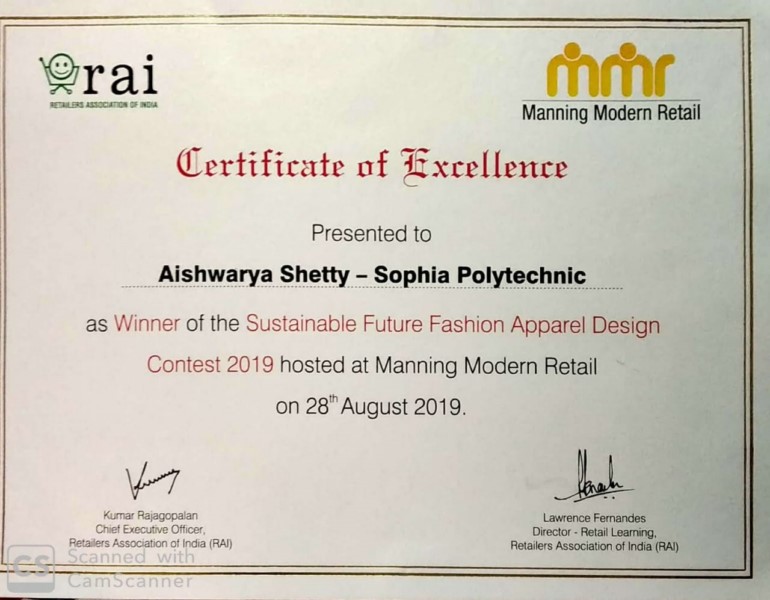 rai
RETAILERS ASSOCIATION OF INDIA
mmr
Manning Modern Retail
Certificate of Excellence
Presented to
Aishwarya Shetty – Sophia Polytechnic
as Winner of the Sustainable Future Fashion Apparel Design
Contest 2019 hosted at Manning Modern Retail
on 28th August 2019.
Kumar Rajagopalan
Chief Executive Officer,
Retailers Association of India (RAI)
Lawrence Fernandes
Director - Retail Learning,
Retailers Association of India (RAI)
CS Scanned with
CamScanner